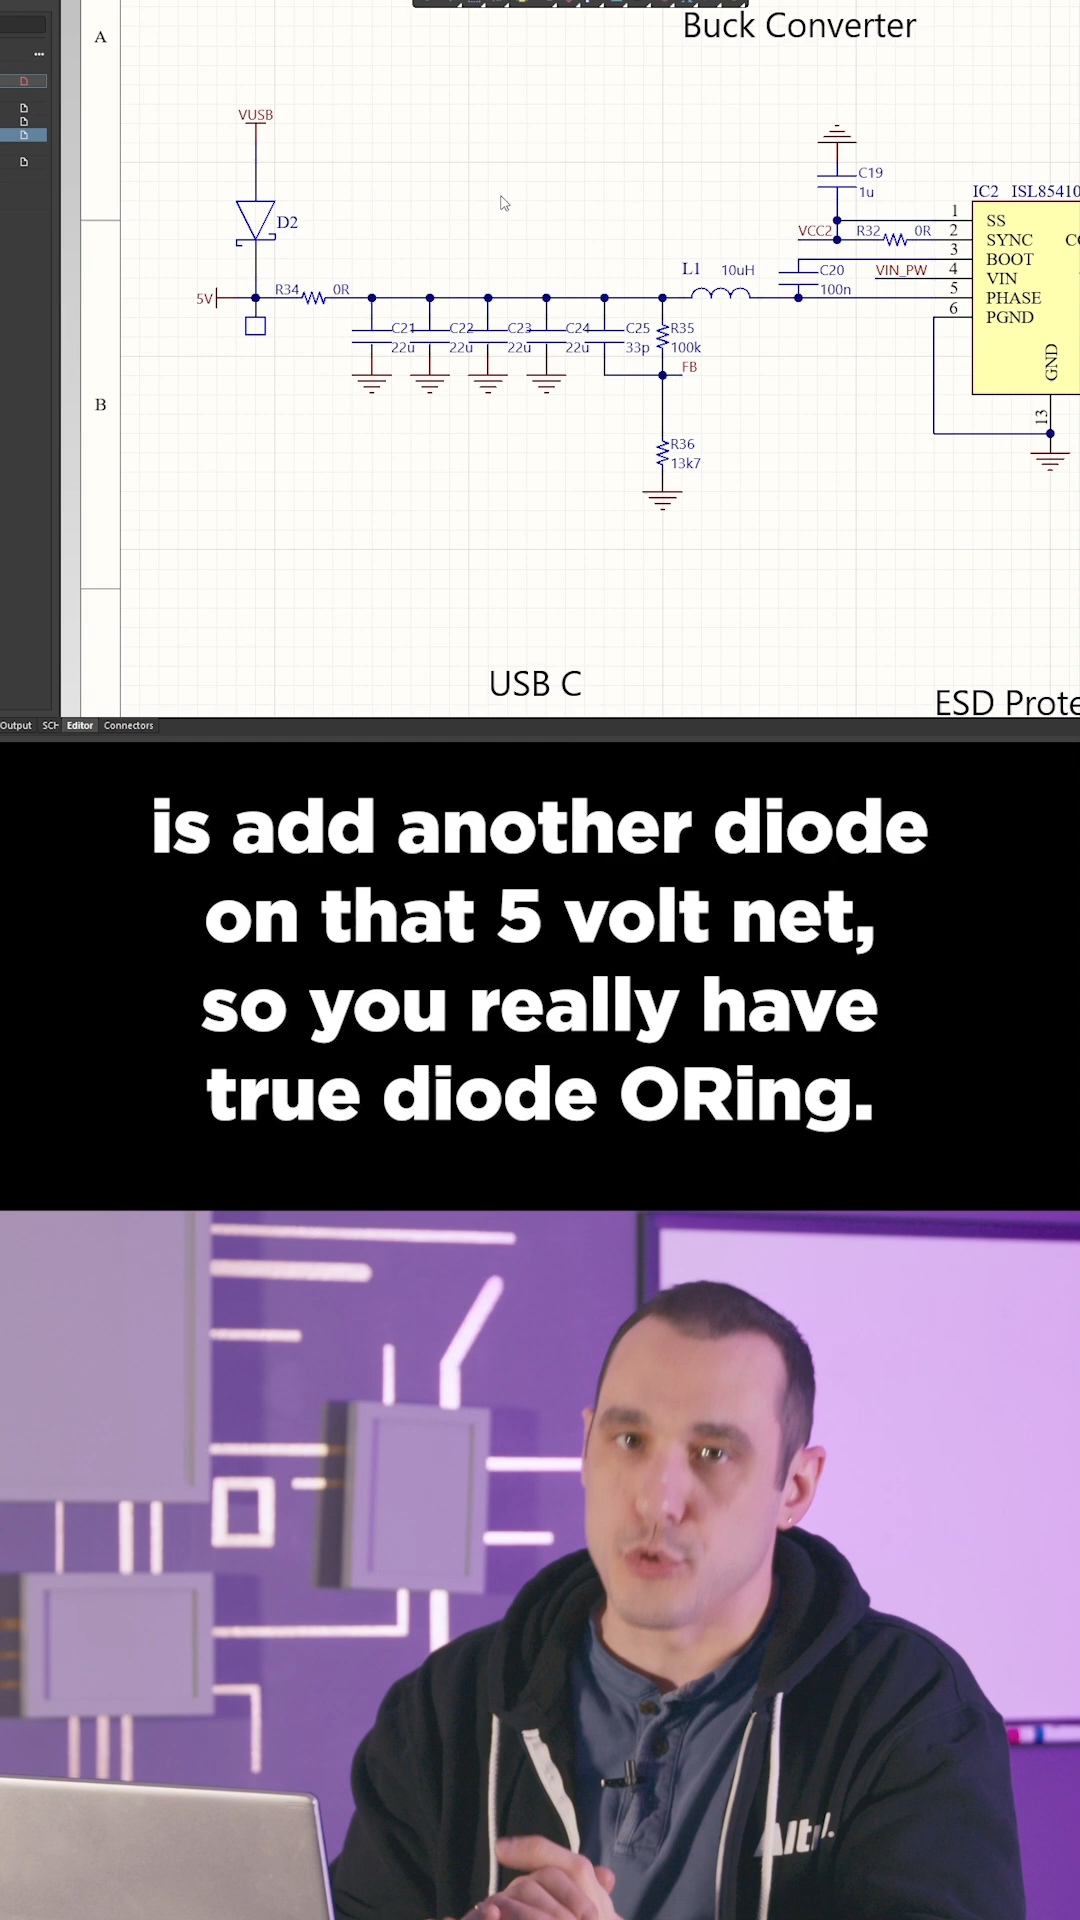 Buck Converter
A
VUSB
D2
C19
1u
IC2 ISL85410
1
SS
VCC2
R32 0R
2
SYNC
3
BOOT
L1 10uH
C20
100n
VIN_PW
4
VIN
5V
R34 0R
5
PHASE
6
PGND
C21
22u
C22
22u
C23
22u
C24
22u
C25
33p
R35
100k
FB
GND
13
B
R36
13k7
USB C
ESD Prote
Output SCH Editor Connectors
is add another diode
on that 5 volt net,
so you really have
true diode ORing.